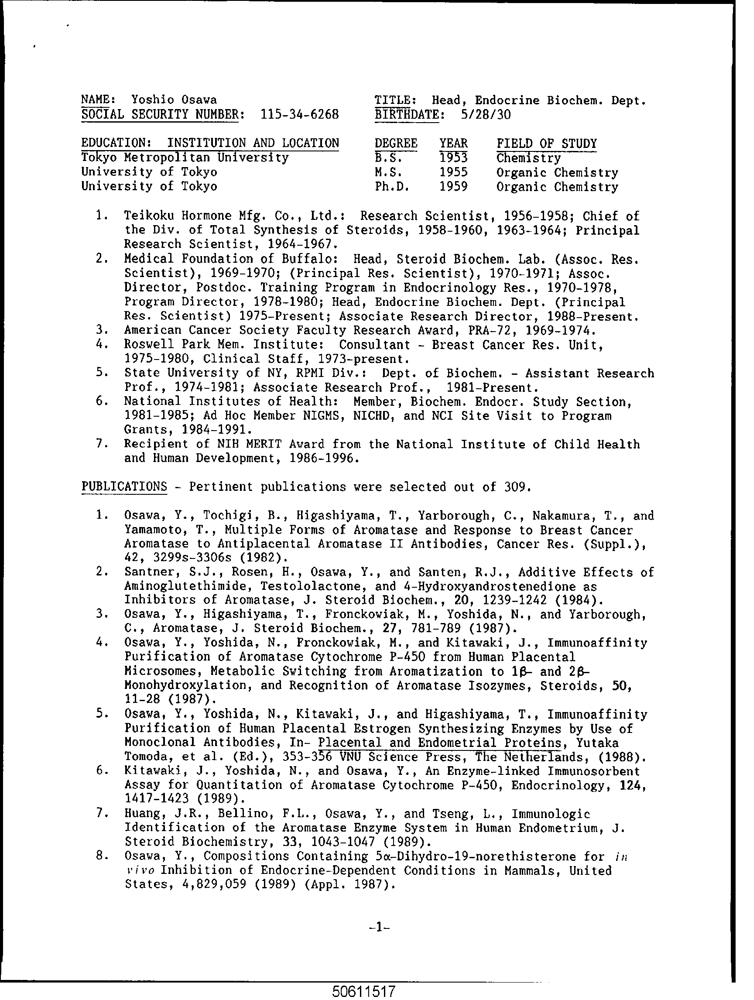 NAME: Yoshio Osawa TITLE: Head, Endocrine Biochem. Dept.
SOCIAL SECURITY NUMBER: 115-34-6268 BIRTHDATE: 5/28/30
EDUCATION: INSTITUTION AND LOCATION DEGREE YEAR FIELD OF STUDY
Tokyo Metropolitan University B.S. 1953 Chemistry
University of Tokyo M.S. 1955 Organic Chemistry
University of Tokyo Ph.D. 1959 Organic Chemistry
1. Teikoku Hormone Mfg. Co., Ltd.: Research Scientist, 1956-1958; Chief of
the Div. of Total Synthesis of Steroids, 1958-1960, 1963-1964; Principal
Research Scientist, 1964-1967.
2. Medical Foundation of Buffalo: Head, Steroid Biochem. Lab. (Assoc. Res.
Scientist), 1969-1970; (Principal Res. Scientist), 1970-1971; Assoc.
Director, Postdoc. Training Program in Endocrinology Res., 1970-1978,
Program Director, 1978-1980; Head, Endocrine Biochem. Dept. (Principal
Res. Scientist) 1975-Present; Associate Research Director, 1988-Present.
3. American Cancer Society Faculty Research Award, PRA-72, 1969-1974.
4. Roswell Park Mem. Institute: Consultant - Breast Cancer Res. Unit,
1975-1980, Clinical Staff, 1973-present.
5. State University of NY, RPMI Div.: Dept. of Biochem. - Assistant Research
Prof., 1974-1981; Associate Research Prof., 1981-Present.
6. National Institutes of Health: Member, Biochem. Endocr. Study Section,
1981-1985; Ad Hoc Member NIGMS, NICHD, and NCI Site Visit to Program
Grants, 1984-1991.
7. Recipient of NIH MERIT Award from the National Institute of Child Health
and Human Development, 1986-1996.
PUBLICATIONS - Pertinent publications were selected out of 309.
1. Osawa, Y., Tochigi, B., Higashiyama, T., Yarborough, C., Nakamura, T., and
Yamamoto, T., Multiple Forms of Aromatase and Response to Breast Cancer
Aromatase to Antiplacental Aromatase II Antibodies, Cancer Res. (Suppl.),
42, 3299s-3306s (1982).
2. Santner, S.J., Rosen, H., Osawa, Y., and Santen, R.J., Additive Effects of
Aminoglutethimide, Testololactone, and 4-Hydroxyandrostenedione as
Inhibitors of Aromatase, J. Steroid Biochem., 20, 1239-1242 (1984).
3. Osawa, Y., Higashiyama, T., Fronckowiak, M., Yoshida, N., and Yarborough,
C., Aromatase, J. Steroid Biochem., 27, 781-789 (1987).
4. Osawa, Y., Yoshida, N., Fronckowiak, M., and Kitawaki, J., Immunoaffinity
Purification of Aromatase Cytochrome P-450 from Human Placental
Microsomes, Metabolic Switching from Aromatization to 1β- and 2β-
Monohydroxylation, and Recognition of Aromatase Isozymes, Steroids, 50,
11-28 (1987).
5. Osawa, Y., Yoshida, N., Kitawaki, J., and Higashiyama, T., Immunoaffinity
Purification of Human Placental Estrogen Synthesizing Enzymes by Use of
Monoclonal Antibodies, In- Placental and Endometrial Proteins, Yutaka
Tomoda, et al. (Ed.), 353-356 VNU Science Press, The Netherlands, (1988).
6. Kitawaki, J., Yoshida, N., and Osawa, Y., An Enzyme-linked Immunosorbent
Assay for Quantitation of Aromatase Cytochrome P-450, Endocrinology, 124,
1417-1423 (1989).
7. Huang, J.R., Bellino, F.L., Osawa, Y., and Tseng, L., Immunologic
Identification of the Aromatase Enzyme System in Human Endometrium, J.
Steroid Biochemistry, 33, 1043-1047 (1989).
8. Osawa, Y., Compositions Containing 5α-Dihydro-19-norethisterone for in
vivo Inhibition of Endocrine-Dependent Conditions in Mammals, United
States, 4,829,059 (1989) (Appl. 1987).
-1-
50611517